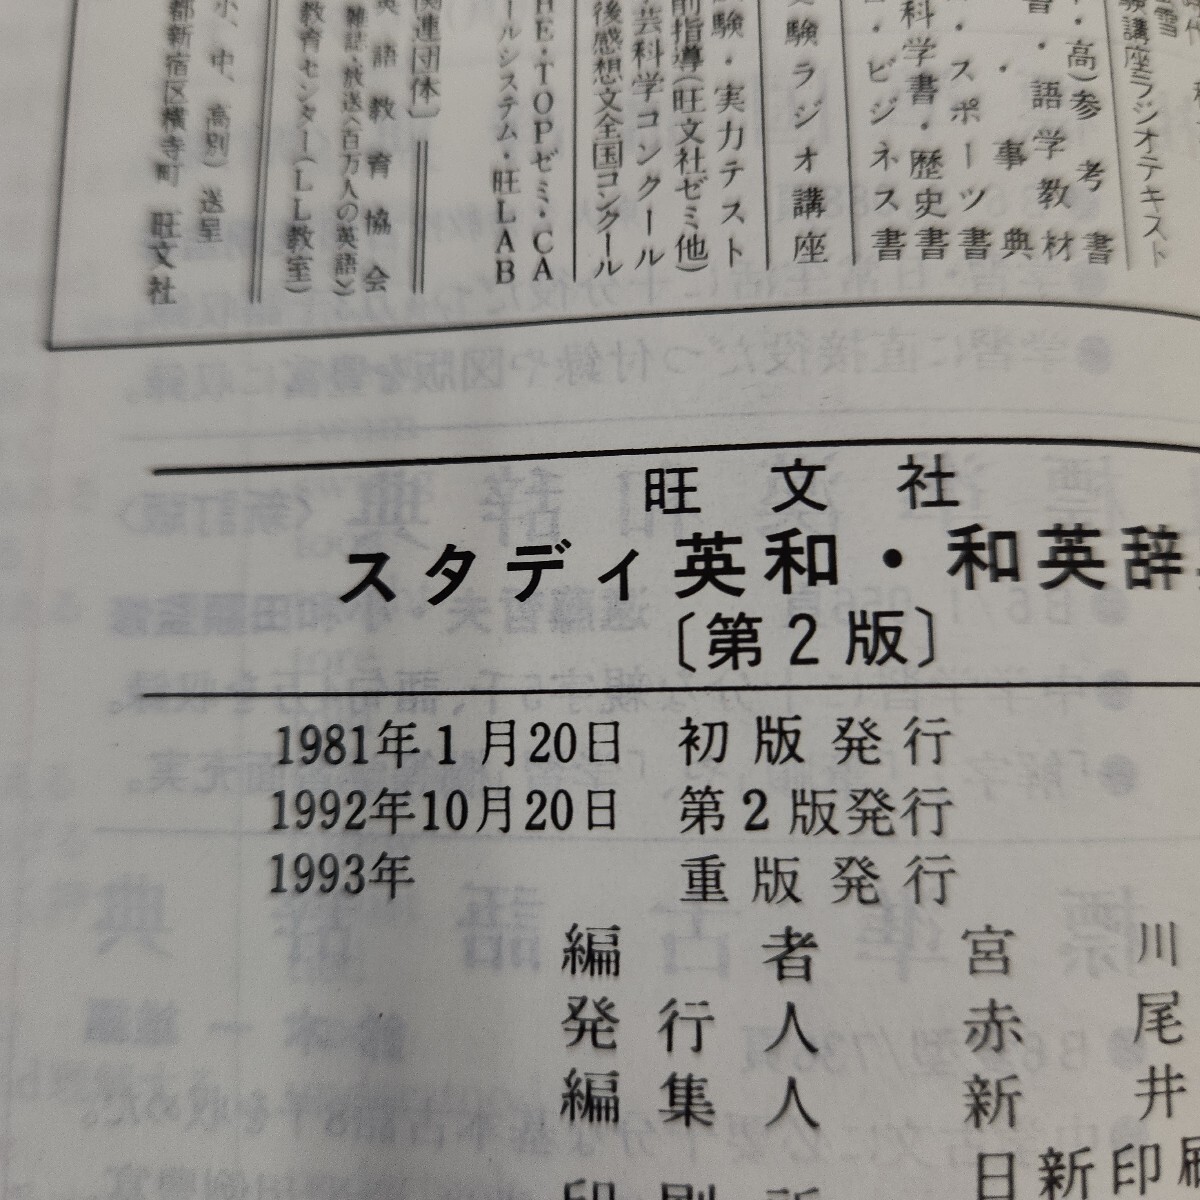 験講座ラジオテキスト
・高)参考書
書・語学教材
・事典
・スポーツ書
科学書・歴史書
・ビジネス書
験ラジオ講座
験・実力テスト
前指導(旺文社ゼミ他)
芸科学コンクール
後感想文全国コンクール
HE・TOPゼミ・CA
ールシステム・旺LAB
関連団体〕
英語教育協会
雑誌・放送〈百万人の英語〉
教育センター(LL教室)
小、中、高別)送呈
都新宿区横寺町 旺文社
旺文社
スタディ英和・和英辞
〔第2版〕
1981年1月20日 初版発行
1992年10月20日 第2版発行
1993年 重版発行
編者 宮川
発行人 赤尾
編集人 新井
日新印刷